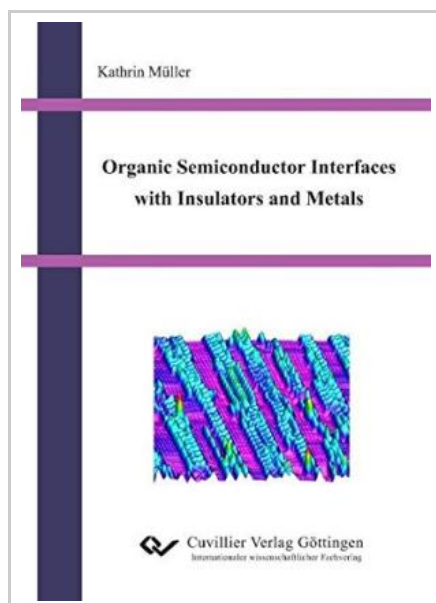 Kathrin Müller
Organic Semiconductor Interfaces
with Insulators and Metals
Cuvillier Verlag Göttingen
Internationaler wissenschaftlicher Fachverlag